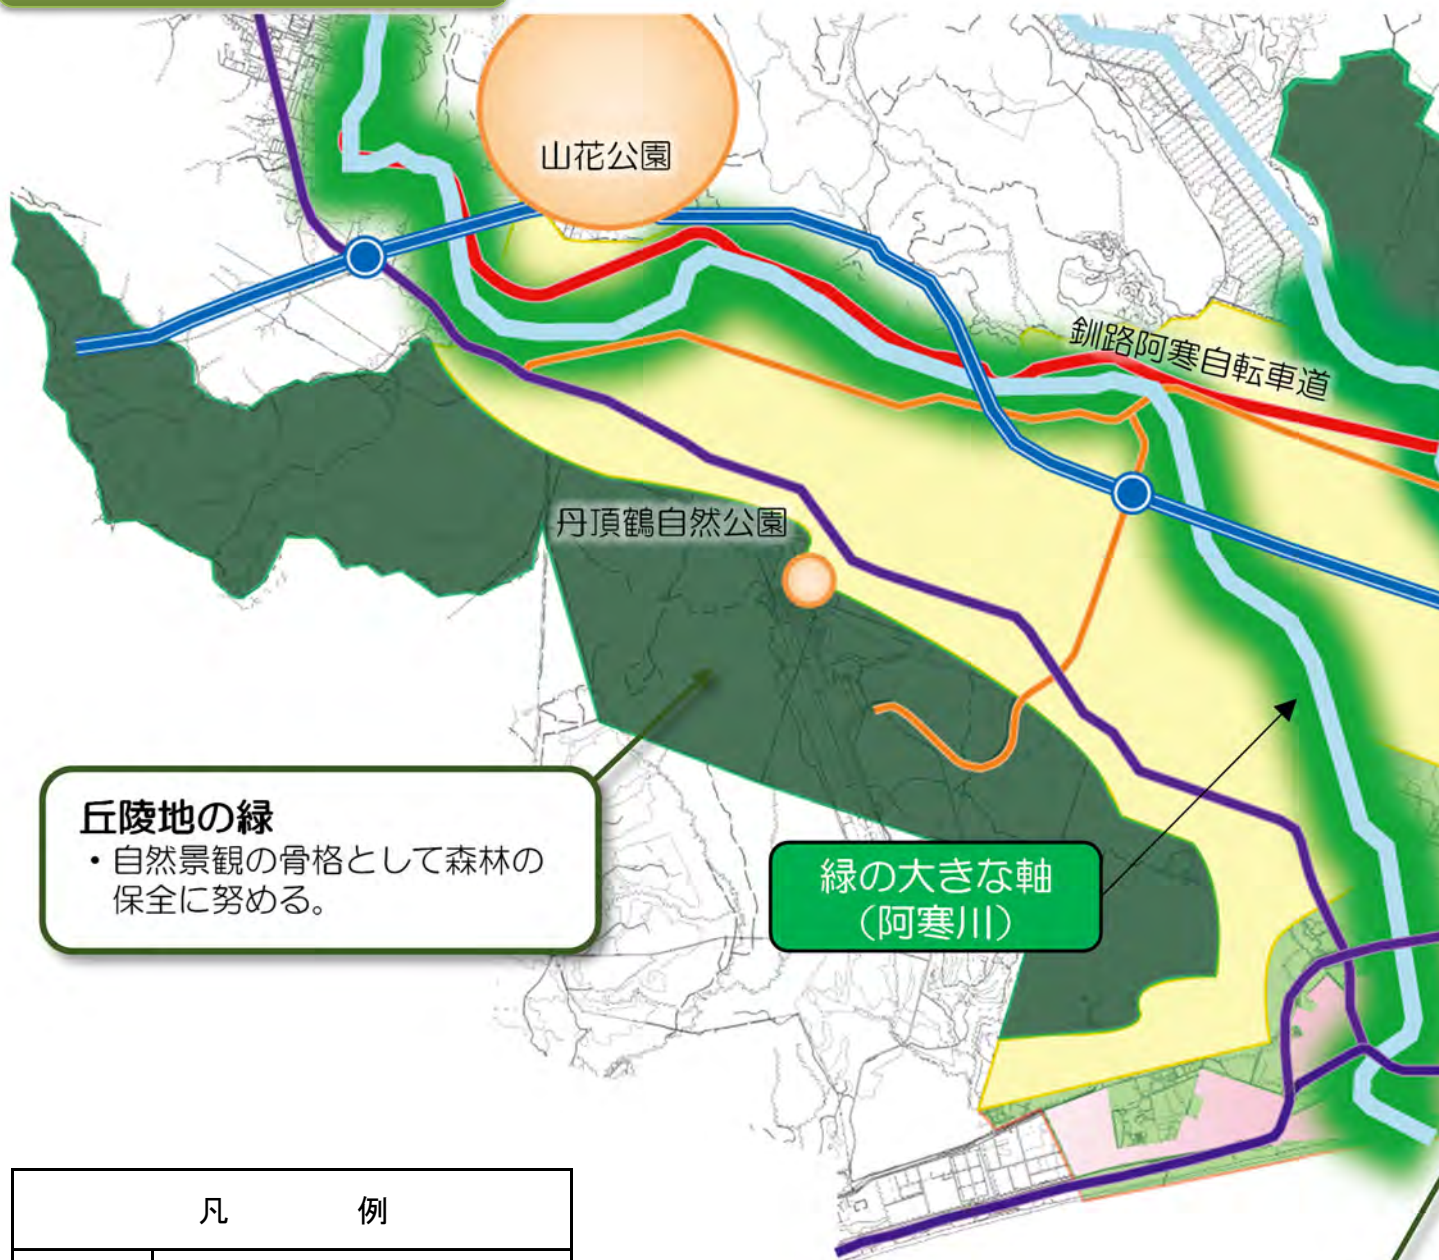 山花公園
釧路阿寒自転車道
丹頂鶴自然公園
丘陵地の緑
・自然景観の骨格として森林の
保全に努める。
緑の大きな軸
（阿寒川）
凡 例